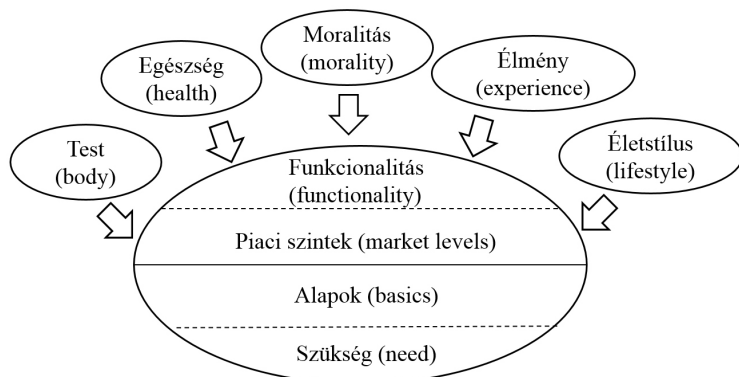 Moralitás
(morality)
Egészség
(health)
Élmény
(experience)
Test
(body)
Életstílus
(lifestyle)
Funkcionalitás
(functionality)
Piaci szintek (market levels)
Alapok (basics)
Szükség (need)